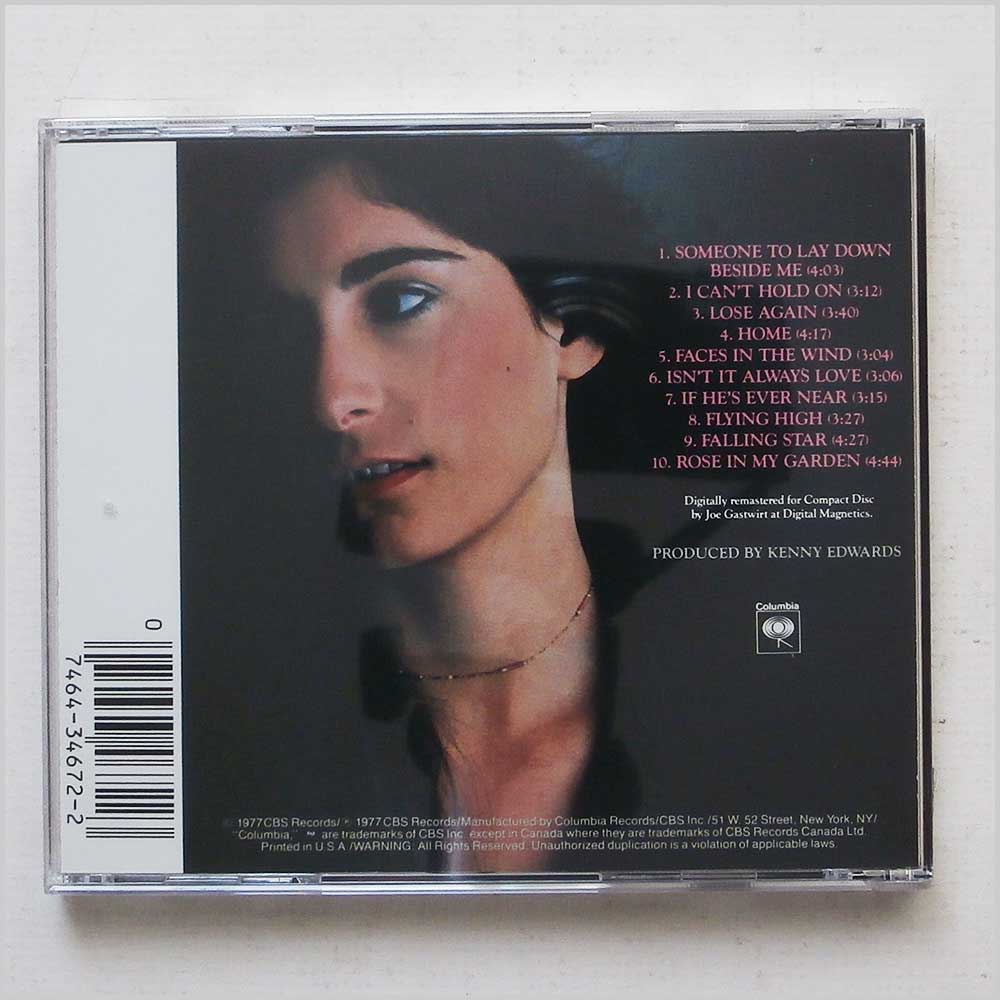 1. SOMEONE TO LAY DOWN
BESIDE ME (4:03)
2. I CAN'T HOLD ON (3:12)
3. LOSE AGAIN (3:40)
4. HOME (4:17)
5. FACES IN THE WIND (3:04)
6. ISN'T IT ALWAYS LOVE (3:06)
7. IF HE'S EVER NEAR (3:15)
8. FLYING HIGH (3:27)
9. FALLING STAR (4:27)
10. ROSE IN MY GARDEN (4:44)
Digitally remastered for Compact Disc
by Joe Gastwirt at Digital Magnetics.
PRODUCED BY KENNY EDWARDS
Columbia
0
7464-34672-2
© 1977 CBS Records/ ℗ 1977 CBS Records/Manufactured by Columbia Records/CBS Inc./51 W. 52 Street, New York, NY/
"Columbia," ™ are trademarks of CBS Inc. except in Canada where they are trademarks of CBS Records Canada Ltd.
Printed in U.S.A./WARNING: All Rights Reserved. Unauthorized duplication is a violation of applicable laws.